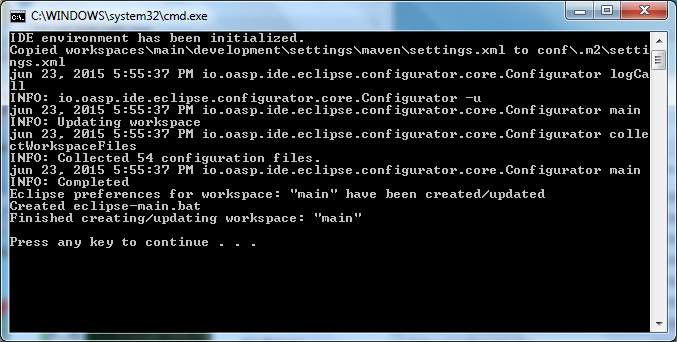 C:\WINDOWS\system32\cmd.exe
IDE environment has been initialized.
Copied workspaces\main\development\settings\maven\settings.xml to conf\.m2\setti
ngs.xml
jun 23, 2015 5:55:37 PM io.oasp.ide.eclipse.configurator.core.Configurator logCa
ll
INFO: io.oasp.ide.eclipse.configurator.core.Configurator -u
jun 23, 2015 5:55:37 PM io.oasp.ide.eclipse.configurator.core.Configurator main
INFO: Updating workspace
jun 23, 2015 5:55:37 PM io.oasp.ide.eclipse.configurator.core.Configurator colle
ctWorkspaceFiles
INFO: Collected 54 configuration files.
jun 23, 2015 5:55:37 PM io.oasp.ide.eclipse.configurator.core.Configurator main
INFO: Completed
Eclipse preferences for workspace: "main" have been created/updated
Created eclipse-main.bat
Finished creating/updating workspace: "main"
Press any key to continue . . .